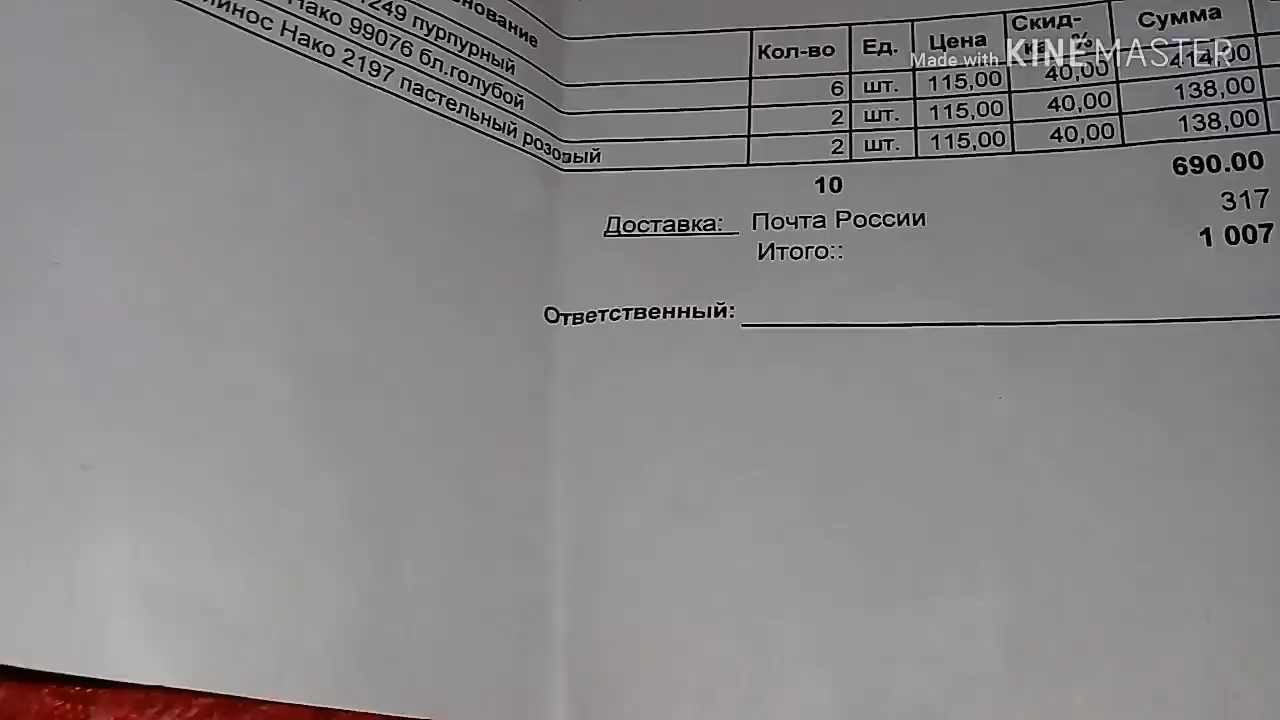 нование Кол-во Ед. Цена Скид- Сумма
Made with KINEMASTER
249 пурпурный 6 шт. 115,00 40,00 414,00
Нако 99076 бл.голубой 2 шт. 115,00 40,00 138,00
инос Нако 2197 пастельный розовый 2 шт. 115,00 40,00 138,00
10 690.00
Доставка: Почта России 317
Итого:: 1 007
Ответственный: